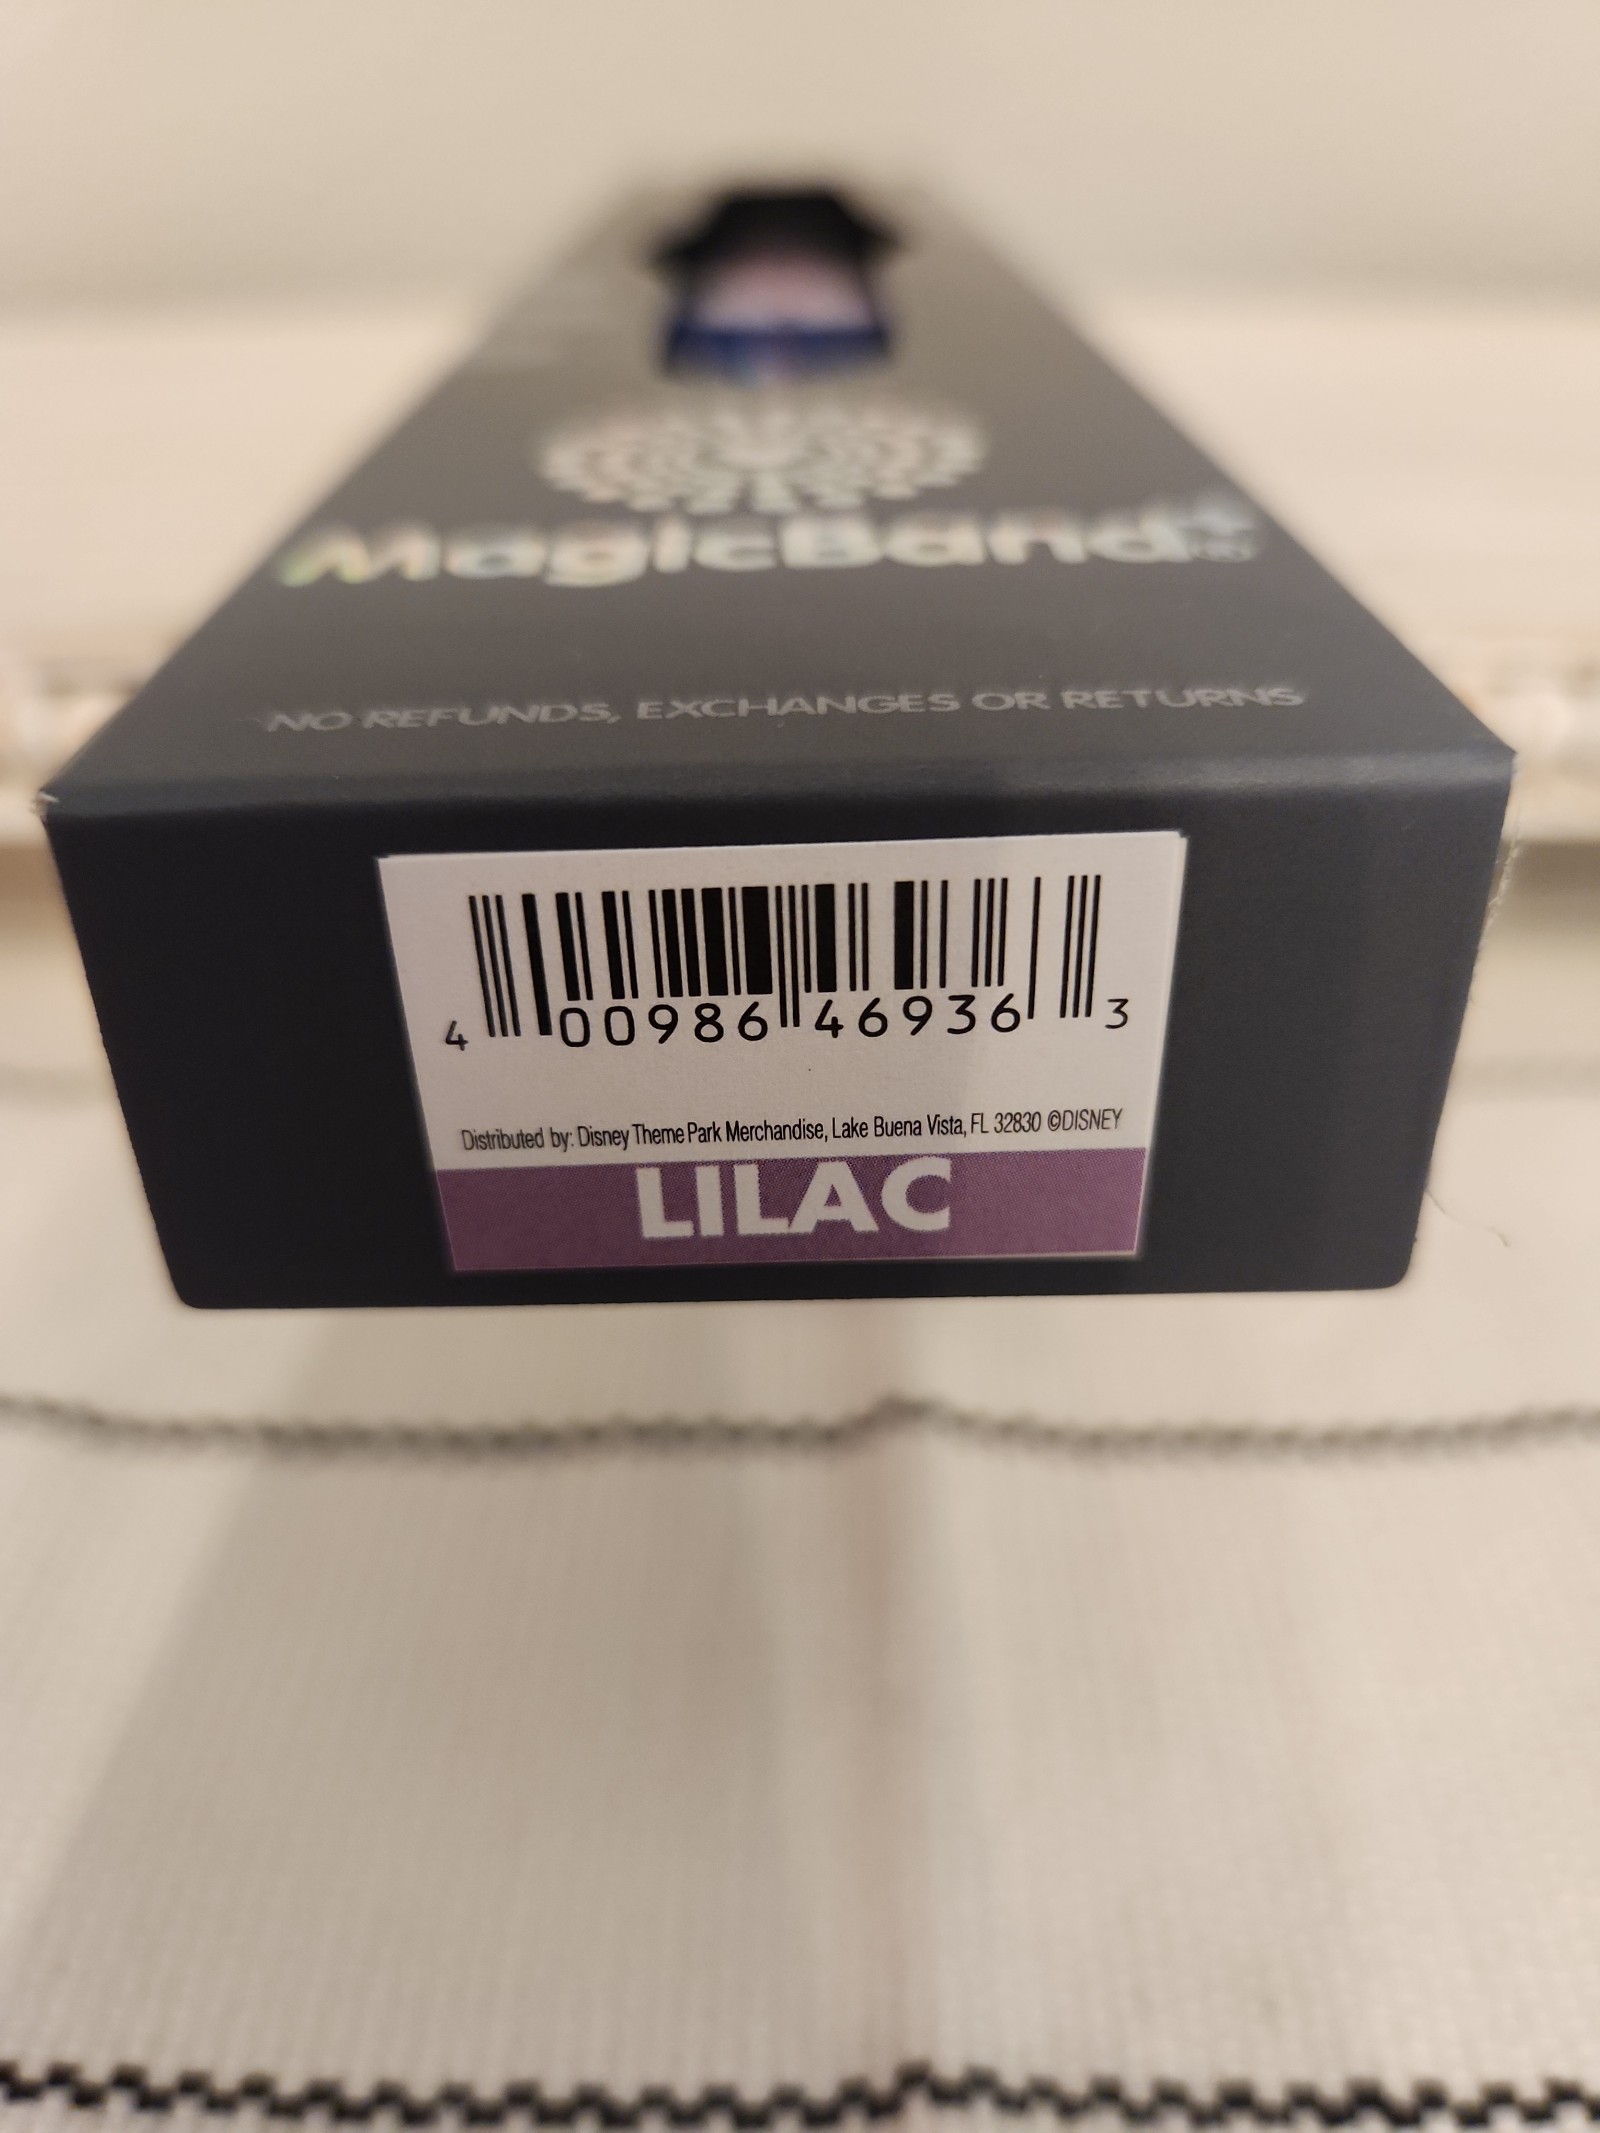 MagicBand+
NO REFUNDS, EXCHANGES OR RETURNS
4 00986 46936 3
Distributed by: Disney Theme Park Merchandise, Lake Buena Vista, FL 32830 ©DISNEY
LILAC